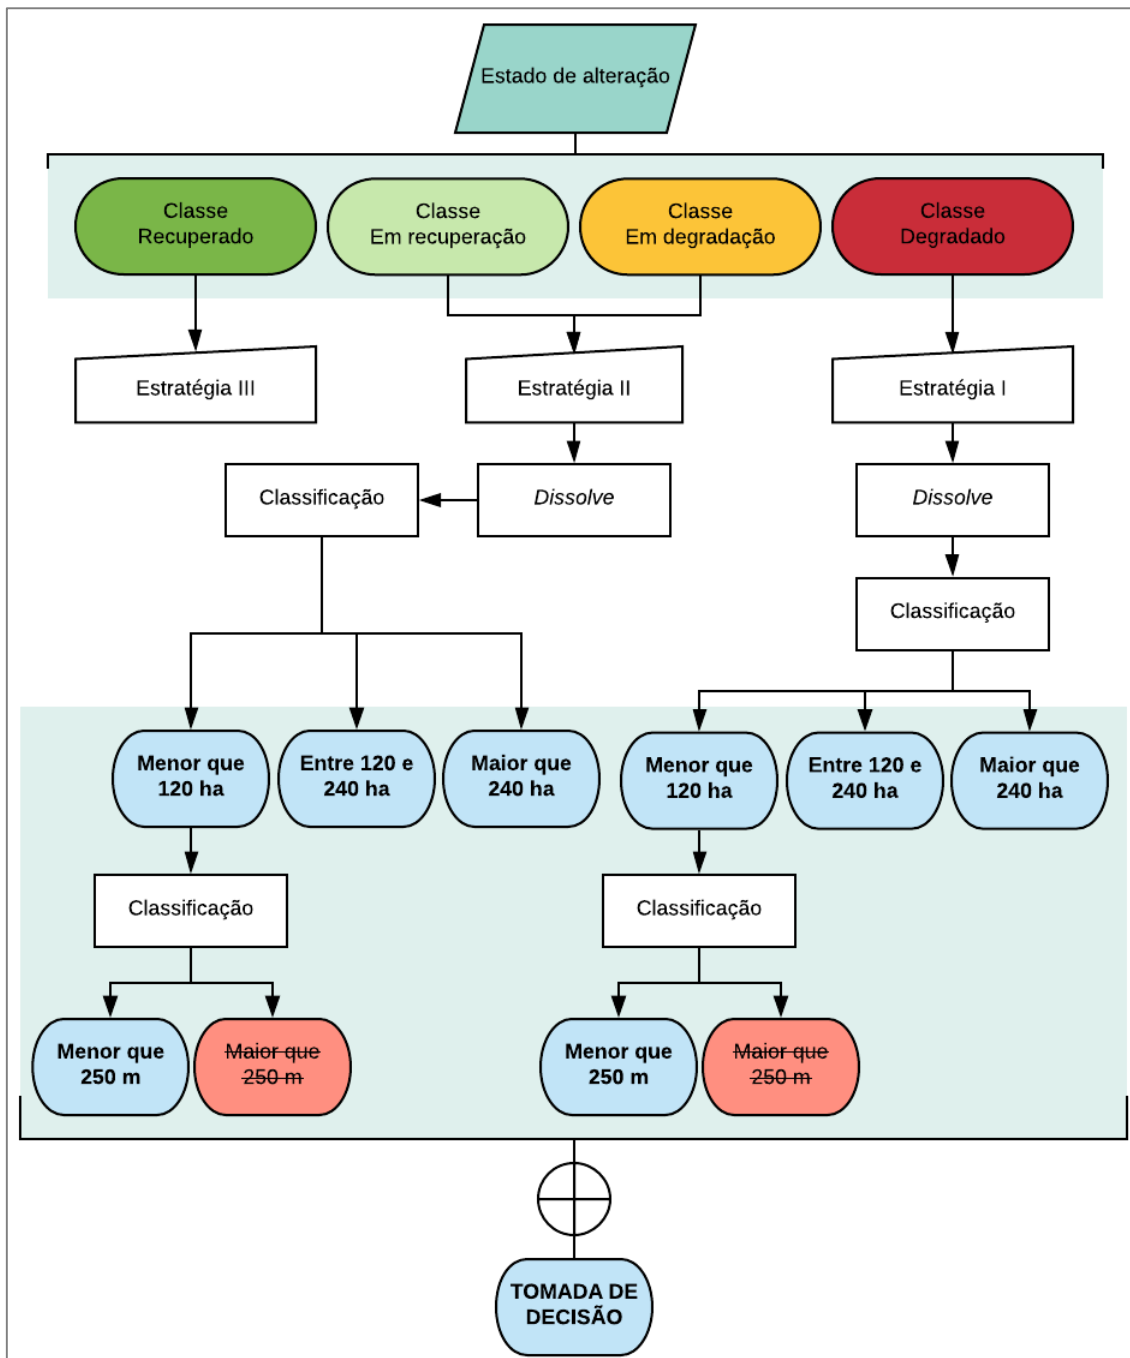 Estado de alteração
Classe
Recuperado
Classe
Em recuperação
Classe
Em degradação
Classe
Degradado
Estratégia III
Estratégia II
Estratégia I
Classificação
Dissolve
Dissolve
Classificação
Menor que
120 ha
Entre 120 e
240 ha
Maior que
240 ha
Menor que
120 ha
Entre 120 e
240 ha
Maior que
240 ha
Classificação
Classificação
Menor que
250 m
Maior que
250 m
Menor que
250 m
Maior que
250 m
TOMADA DE
DECISÃO